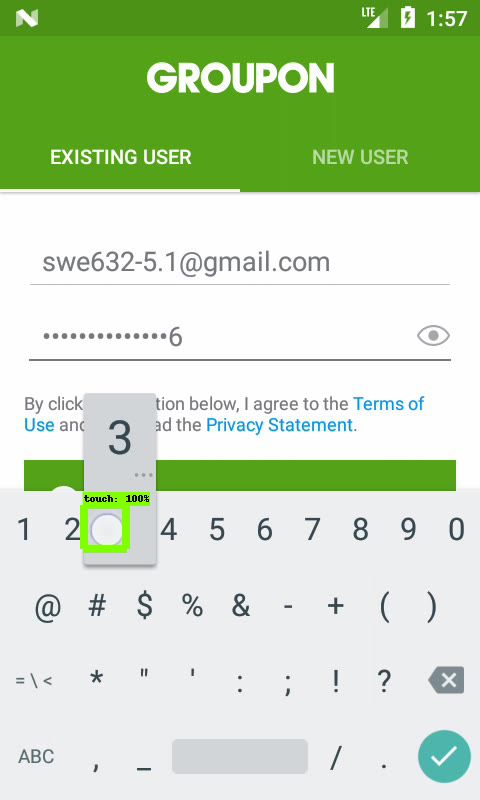 LTE 1:57
GROUPON
EXISTING USER NEW USER
swe632-5.1@gmail.com
••••••••••••••6
By click tion below, I agree to the Terms of
Use and ad the Privacy Statement.
3
...
touch: 100%
1 2 4 5 6 7 8 9 0
@ # $ % & - + ( )
= \ < * " ' : ; ! ?
ABC , _ / .